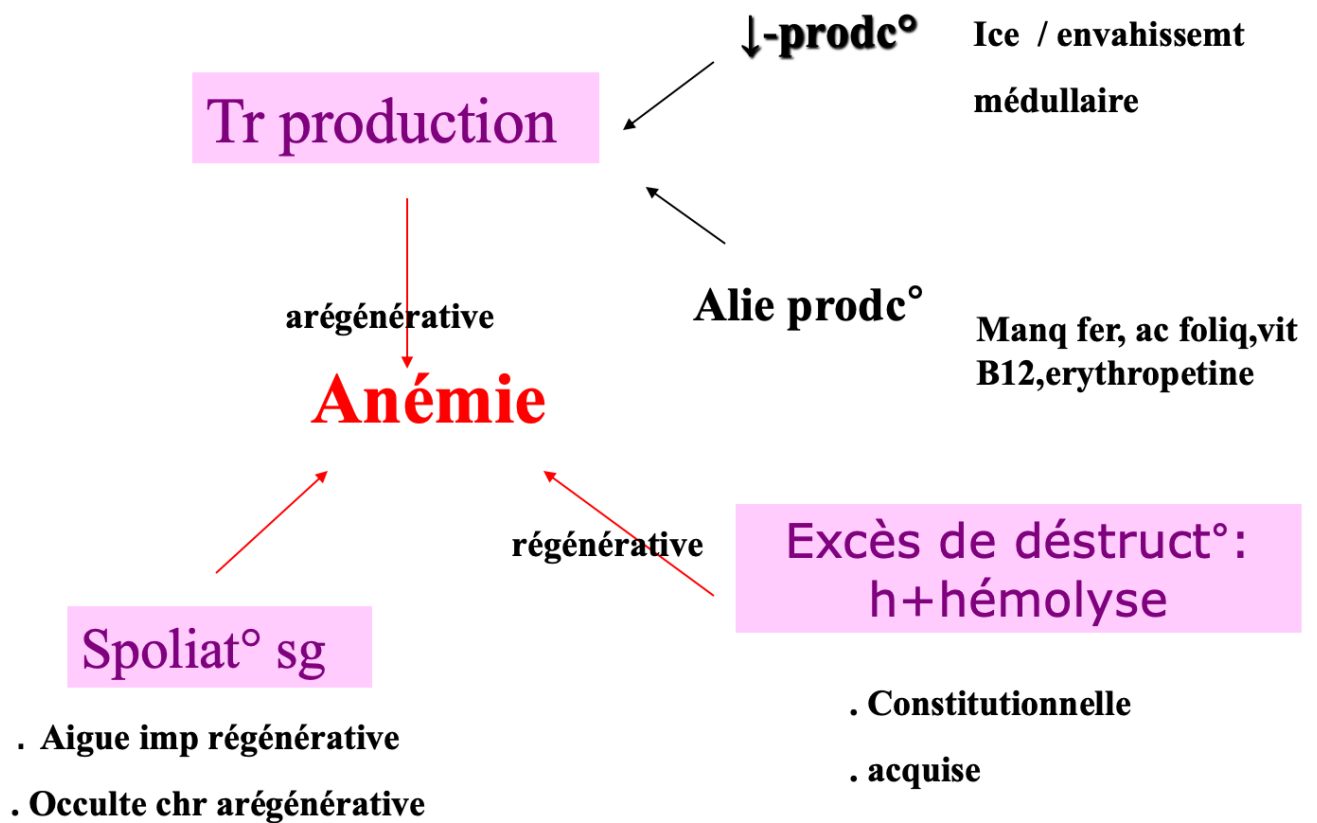 ↓-prodc°
Ice / envahissemt
médullaire
Tr production
Alie prodc°
Manq fer, ac foliq,vit
B12,erythropetine
arégénérative
Anémie
régénérative
Excès de déstruct°:
h+hémolyse
. Constitutionnelle
. acquise
Spoliat° sg
. Aigue imp régénérative
. Occulte chr arégénérative